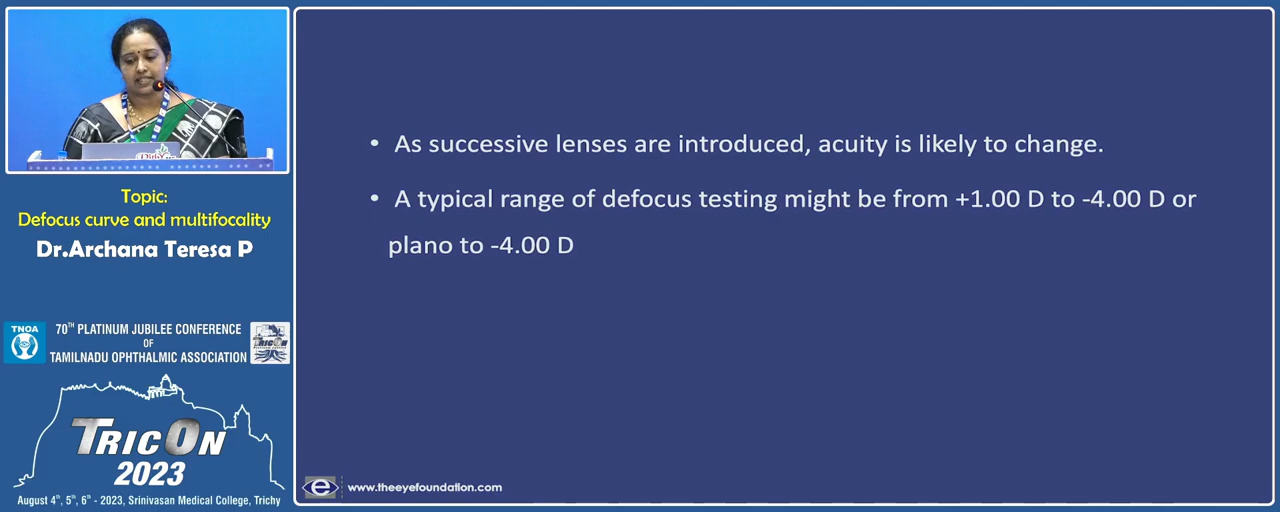 Topic:
Defocus curve and multifocality
Dr.Archana Teresa P
TNOA
70TH PLATINUM JUBILEE CONFERENCE
OF
TAMILNADU OPHTHALMIC ASSOCIATION
TRICON
TRICON
2023
August 4th, 5th, 6th - 2023, Srinivasan Medical College, Trichy
• As successive lenses are introduced, acuity is likely to change.
• A typical range of defocus testing might be from +1.00 D to -4.00 D or
plano to -4.00 D
e
www.theeyefoundation.com